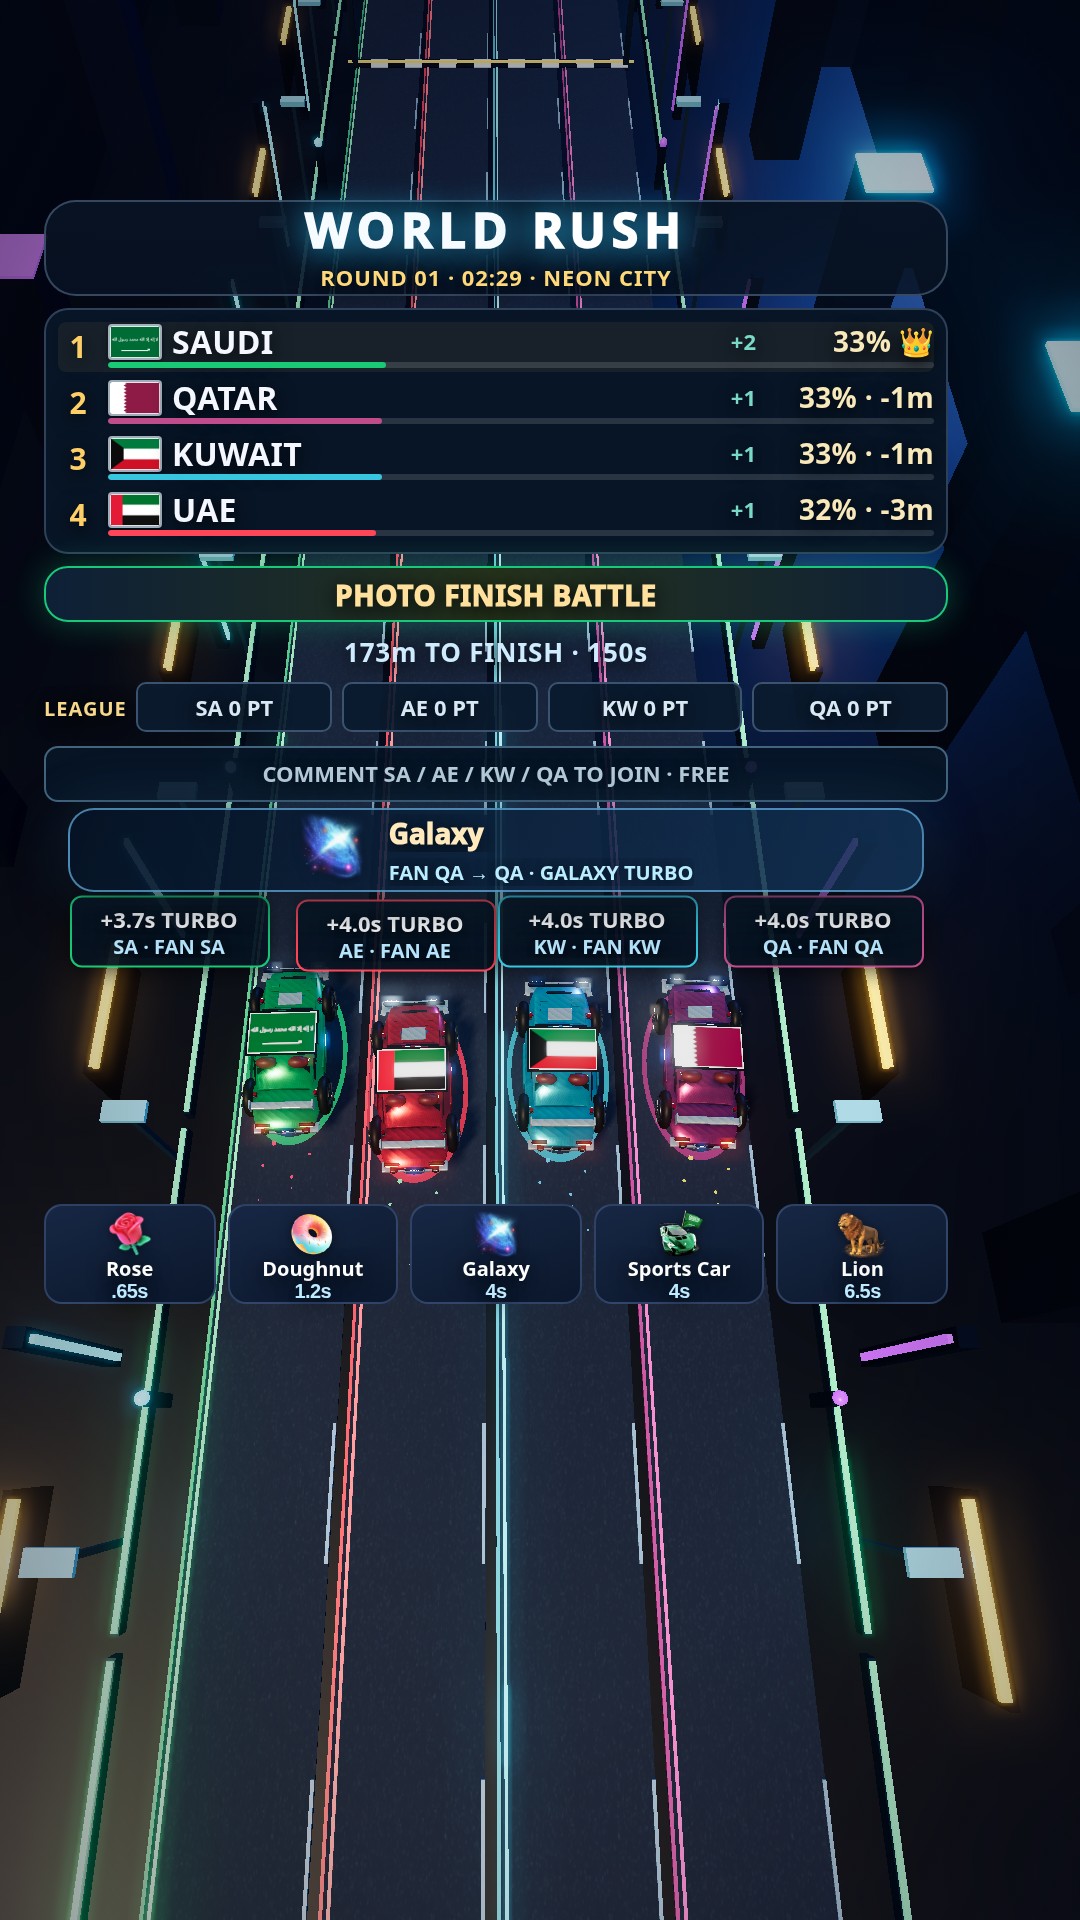 WORLD RUSH
ROUND 01 · 02:29 · NEON CITY
1 SAUDI +2 33% 👑
2 QATAR +1 33% · -1m
3 KUWAIT +1 33% · -1m
4 UAE +1 32% · -3m
PHOTO FINISH BATTLE
173m TO FINISH · 150s
LEAGUE SA 0 PT AE 0 PT KW 0 PT QA 0 PT
COMMENT SA / AE / KW / QA TO JOIN · FREE
Galaxy
FAN QA → QA · GALAXY TURBO
+3.7s TURBO
SA · FAN SA
+4.0s TURBO
AE · FAN AE
+4.0s TURBO
KW · FAN KW
+4.0s TURBO
QA · FAN QA
Rose
.65s
Doughnut
1.2s
Galaxy
4s
Sports Car
4s
Lion
6.5s